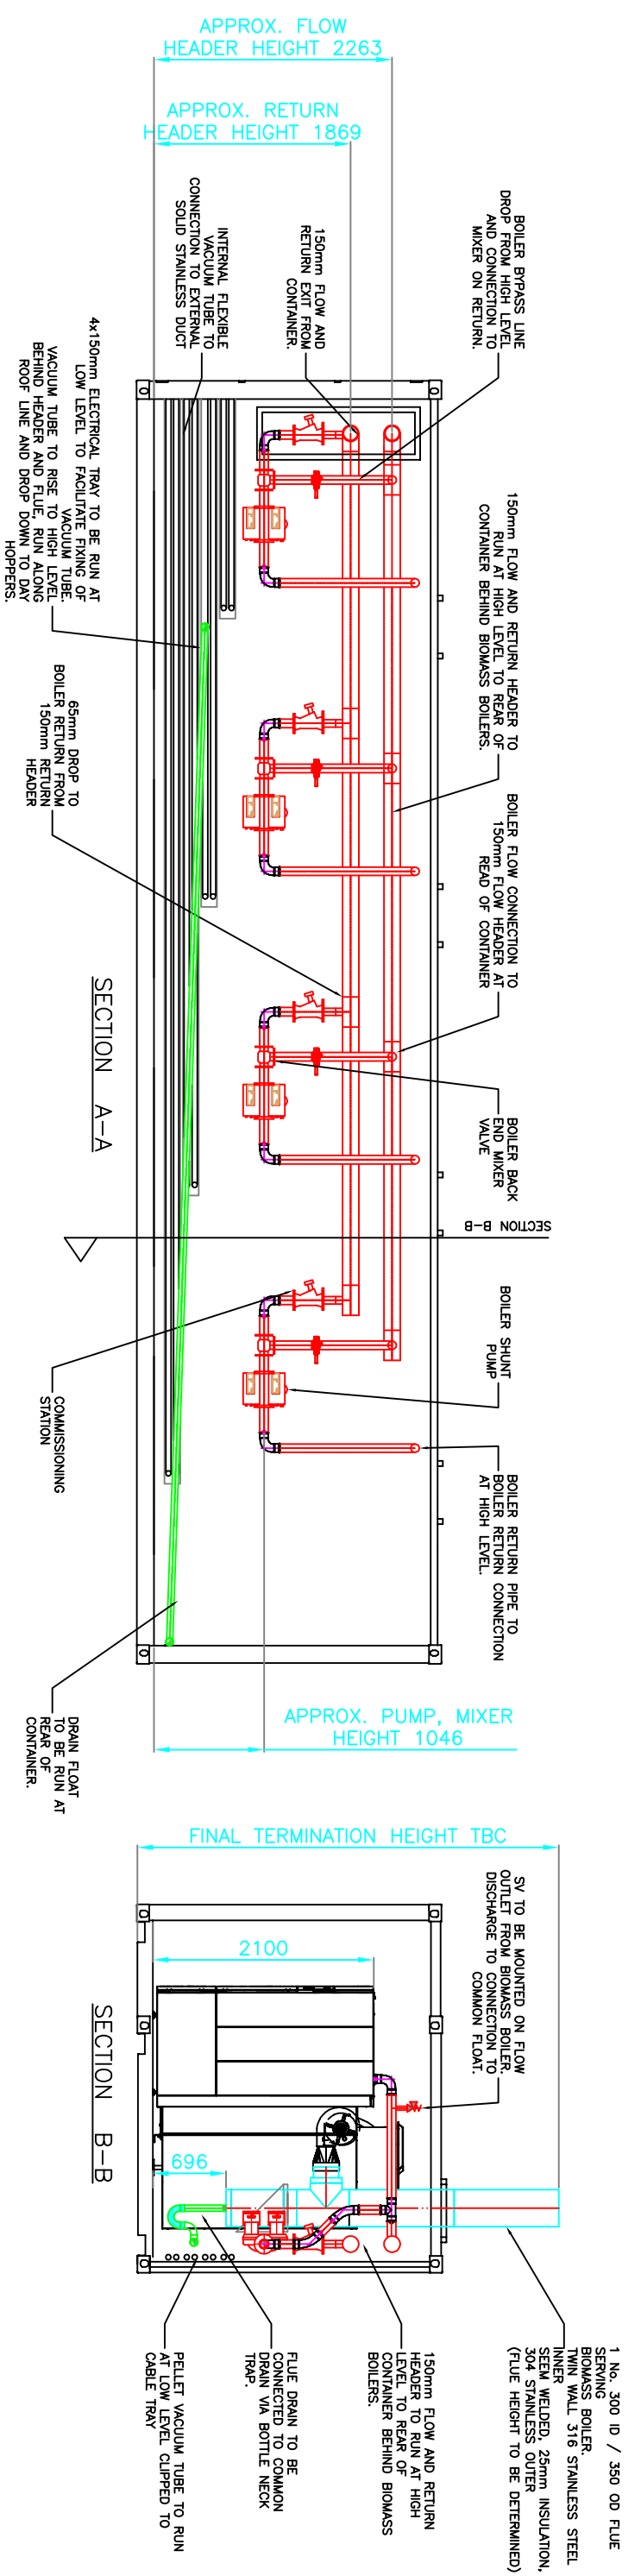 APPROX. FLOW
HEADER HEIGHT 2263
APPROX. RETURN
HEADER HEIGHT 1869
BOILER BYPASS LINE
DROP FROM HIGH LEVEL
AND CONNECTION TO
MIXER ON RETURN.
150mm FLOW AND
RETURN EXIT FROM
CONTAINER.
INTERNAL FLEXIBLE
VACUUM TUBE TO
CONNECTION TO EXTERNAL
SOLID STAINLESS DUCT
4x150mm ELECTRICAL TRAY TO BE RUN AT
LOW LEVEL TO FACILITATE FIXING OF
VACUUM TUBE.
VACUUM TUBE TO RISE TO HIGH LEVEL
BEHIND HEADER AND FLUE, RUN ALONG
ROOF LINE AND DROP DOWN TO DAY
HOPPERS.
150mm FLOW AND RETURN HEADER TO
RUN AT HIGH LEVEL TO REAR OF
CONTAINER BEHIND BIOMASS BOILERS.
65mm DROP TO
BOILER RETURN FROM
150mm RETURN
HEADER
BOILER FLOW CONNECTION TO
150mm FLOW HEADER AT
READ OF CONTAINER
SECTION A-A
BOILER BACK
END MIXER
VALVE
SECTION B-B
BOILER SHUNT
PUMP
COMMISSIONING
STATION
BOILER RETURN PIPE TO
BOILER RETURN CONNECTION
AT HIGH LEVEL.
APPROX. PUMP, MIXER
HEIGHT 1046
DRAIN FLOAT
TO BE RUN AT
REAR OF
CONTAINER.
FINAL TERMINATION HEIGHT TBC
SV TO BE MOUNTED ON FLOW
OUTLET FROM BIOMASS BOILER.
DISCHARGE TO CONNECTION TO
COMMON FLOAT.
2100
696
SECTION B-B
1 No. 300 ID / 350 OD FLUE
SERVING
BIOMASS BOILER.
TWIN WALL 316 STAINLESS STEEL
INNER
SEEM WELDED, 25mm INSULATION,
304 STAINLESS OUTER
(FLUE HEIGHT TO BE DETERMINED)
150mm FLOW AND RETURN
HEADER TO RUN AT HIGH
LEVEL TO REAR OF
CONTAINER BEHIND BIOMASS
BOILERS.
FLUE DRAIN TO BE
CONNECTED TO COMMON
DRAIN VIA BOTTLE NECK
TRAP.
PELLET VACUUM TUBE TO RUN
AT LOW LEVEL CLIPPED TO
CABLE TRAY